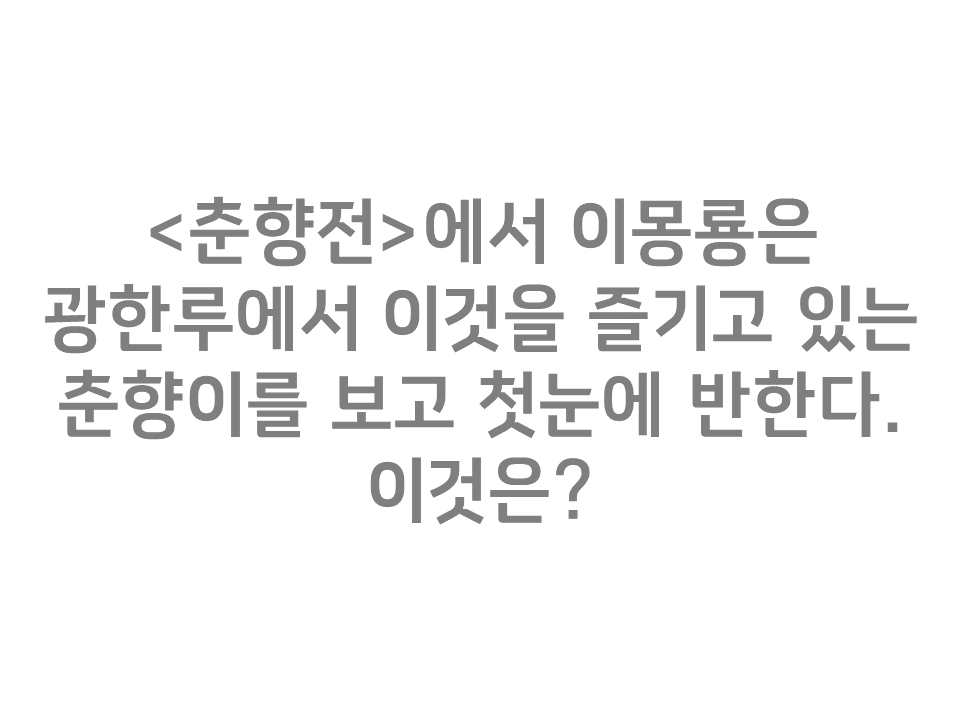 <춘향전>에서 이몽룡은
광한루에서 이것을 즐기고 있는
춘향이를 보고 첫눈에 반한다.
이것은?